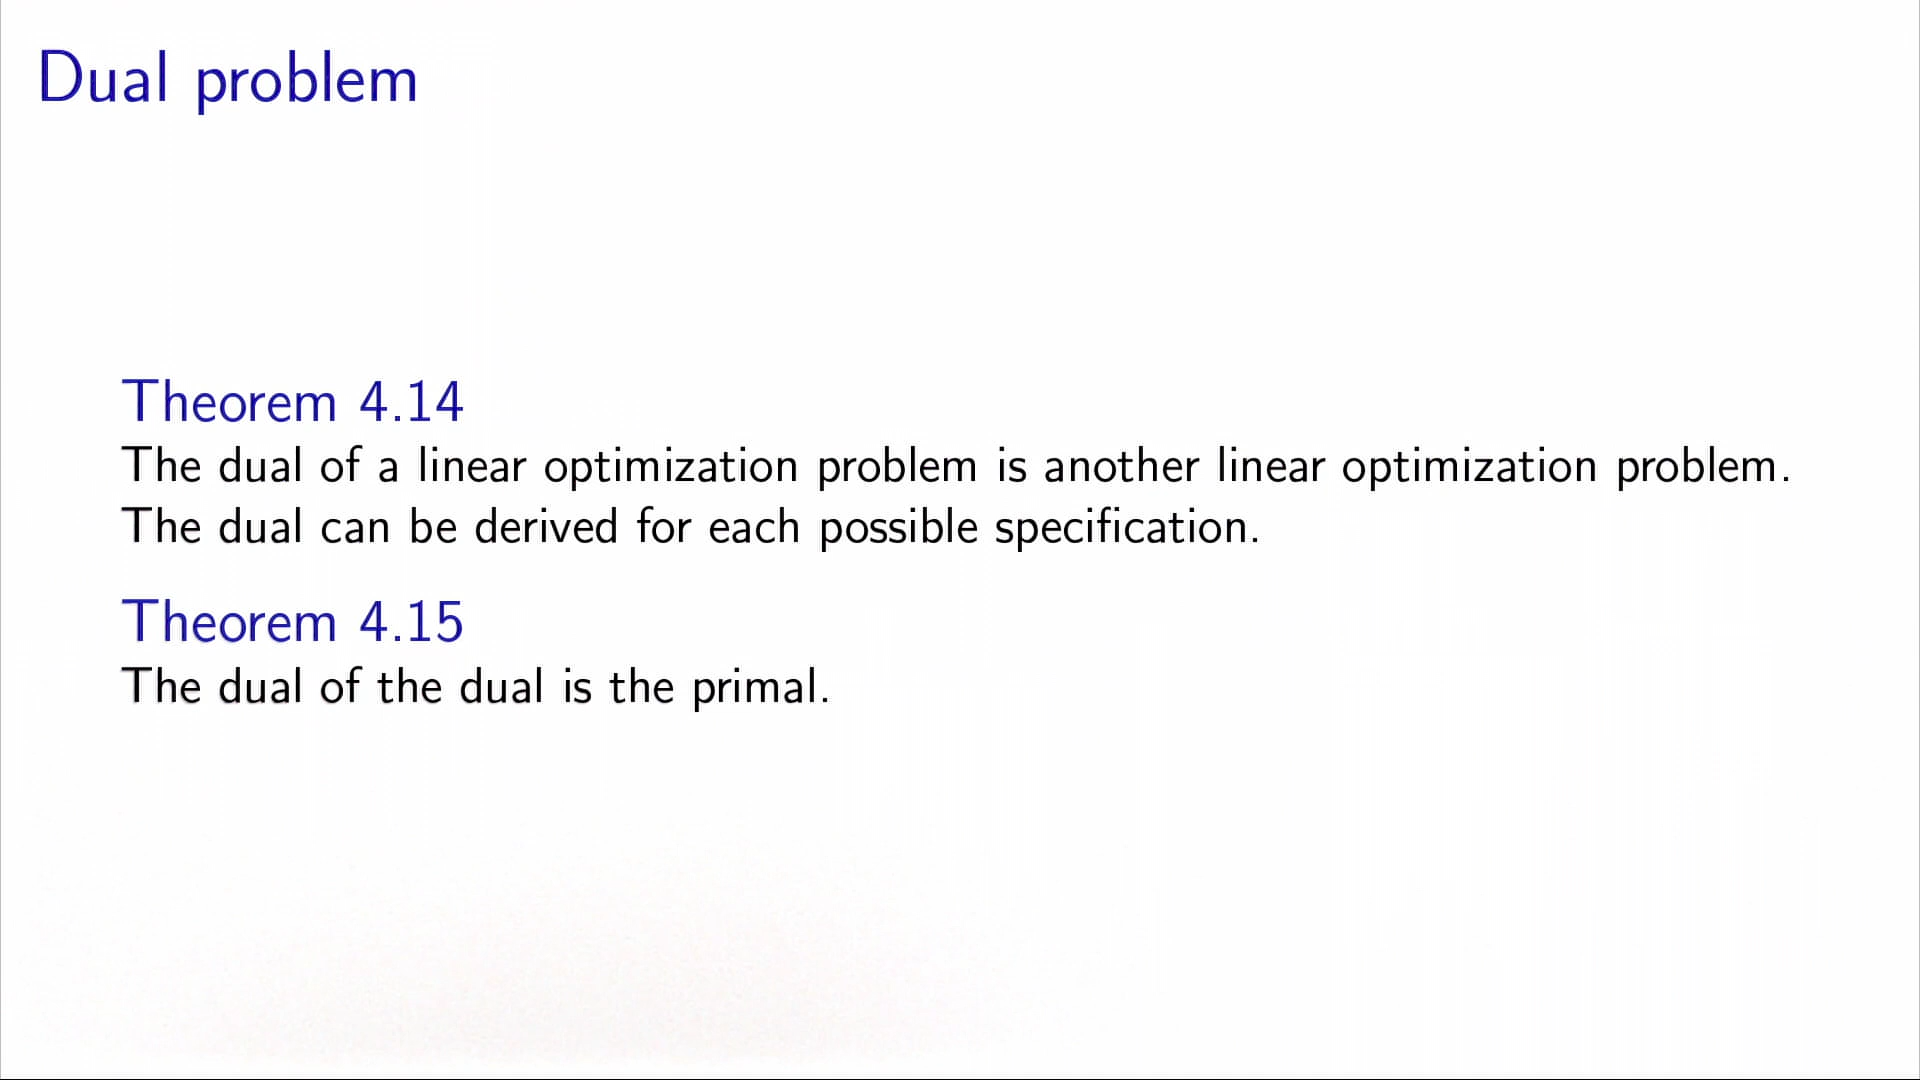 Dual problem
Theorem 4.14
The dual of a linear optimization problem is another linear optimization problem.
The dual can be derived for each possible specification.
Theorem 4.15
The dual of the dual is the primal.